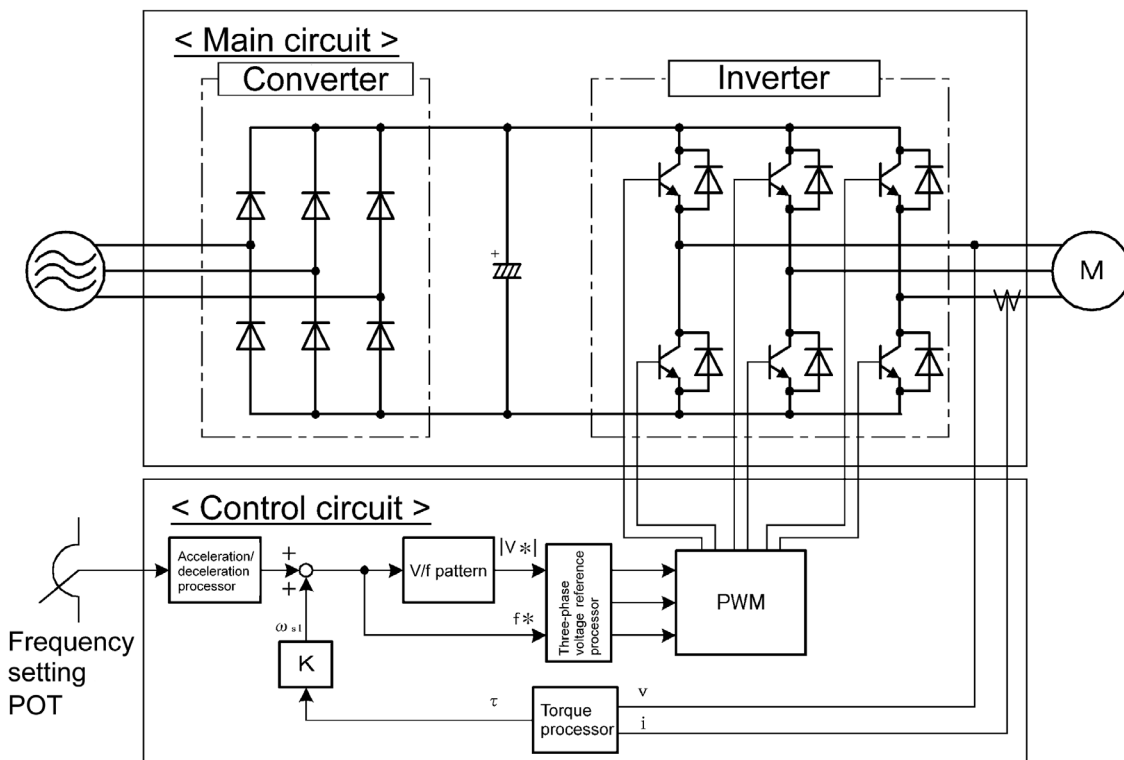 < Main circuit >
Converter
Inverter
+
M
< Control circuit >
Acceleration/
deceleration
processor
+
+
V/f pattern
|V*|
f*
Three-phase
voltage reference
processor
PWM
ωsl
K
τ
Torque
processor
v
i
Frequency
setting
POT